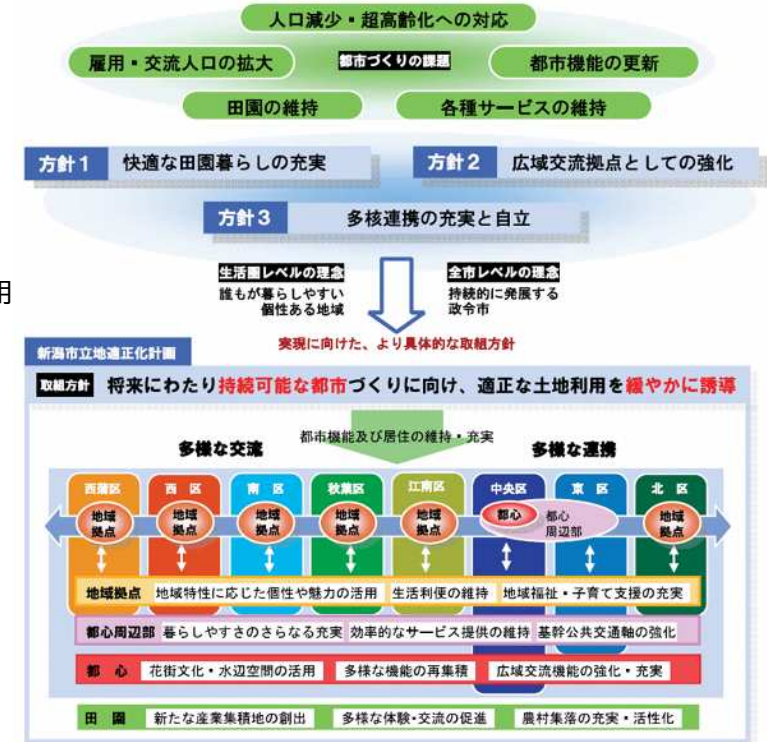 人口減少・超高齢化への対応
雇用・交流人口の拡大
都市づくりの課題
都市機能の更新
田園の維持
各種サービスの維持
方針1 快適な田園暮らしの充実
方針2 広域交流拠点としての強化
方針3 多核連携の充実と自立
生活圏レベルの理念
誰もが暮らしやすい
個性ある地域
全市レベルの理念
持続的に発展する
政令市
用
実現に向けた、より具体的な取組方針
新潟市立地適正化計画
取組方針 将来にわたり持続可能な都市づくりに向け、適正な土地利用を緩やかに誘導
都市機能及び居住の維持・充実
多様な交流
多様な連携
西蒲区 西区 南区 秋葉区 江南区 中央区 東区 北区
地域
拠点
地域
拠点
地域
拠点
地域
拠点
地域
拠点
都心
都心
周辺部
地域
拠点
地域拠点 地域特性に応じた個性や魅力の活用 生活利便の維持 地域福祉・子育て支援の充実
都心周辺部 暮らしやすさのさらなる充実 効率的なサービス提供の維持 基幹公共交通軸の強化
都心 花街文化・水辺空間の活用 多様な機能の再集積 広域交流機能の強化・充実
田園 新たな産業集積地の創出 多様な体験・交流の促進 農村集落の充実・活性化